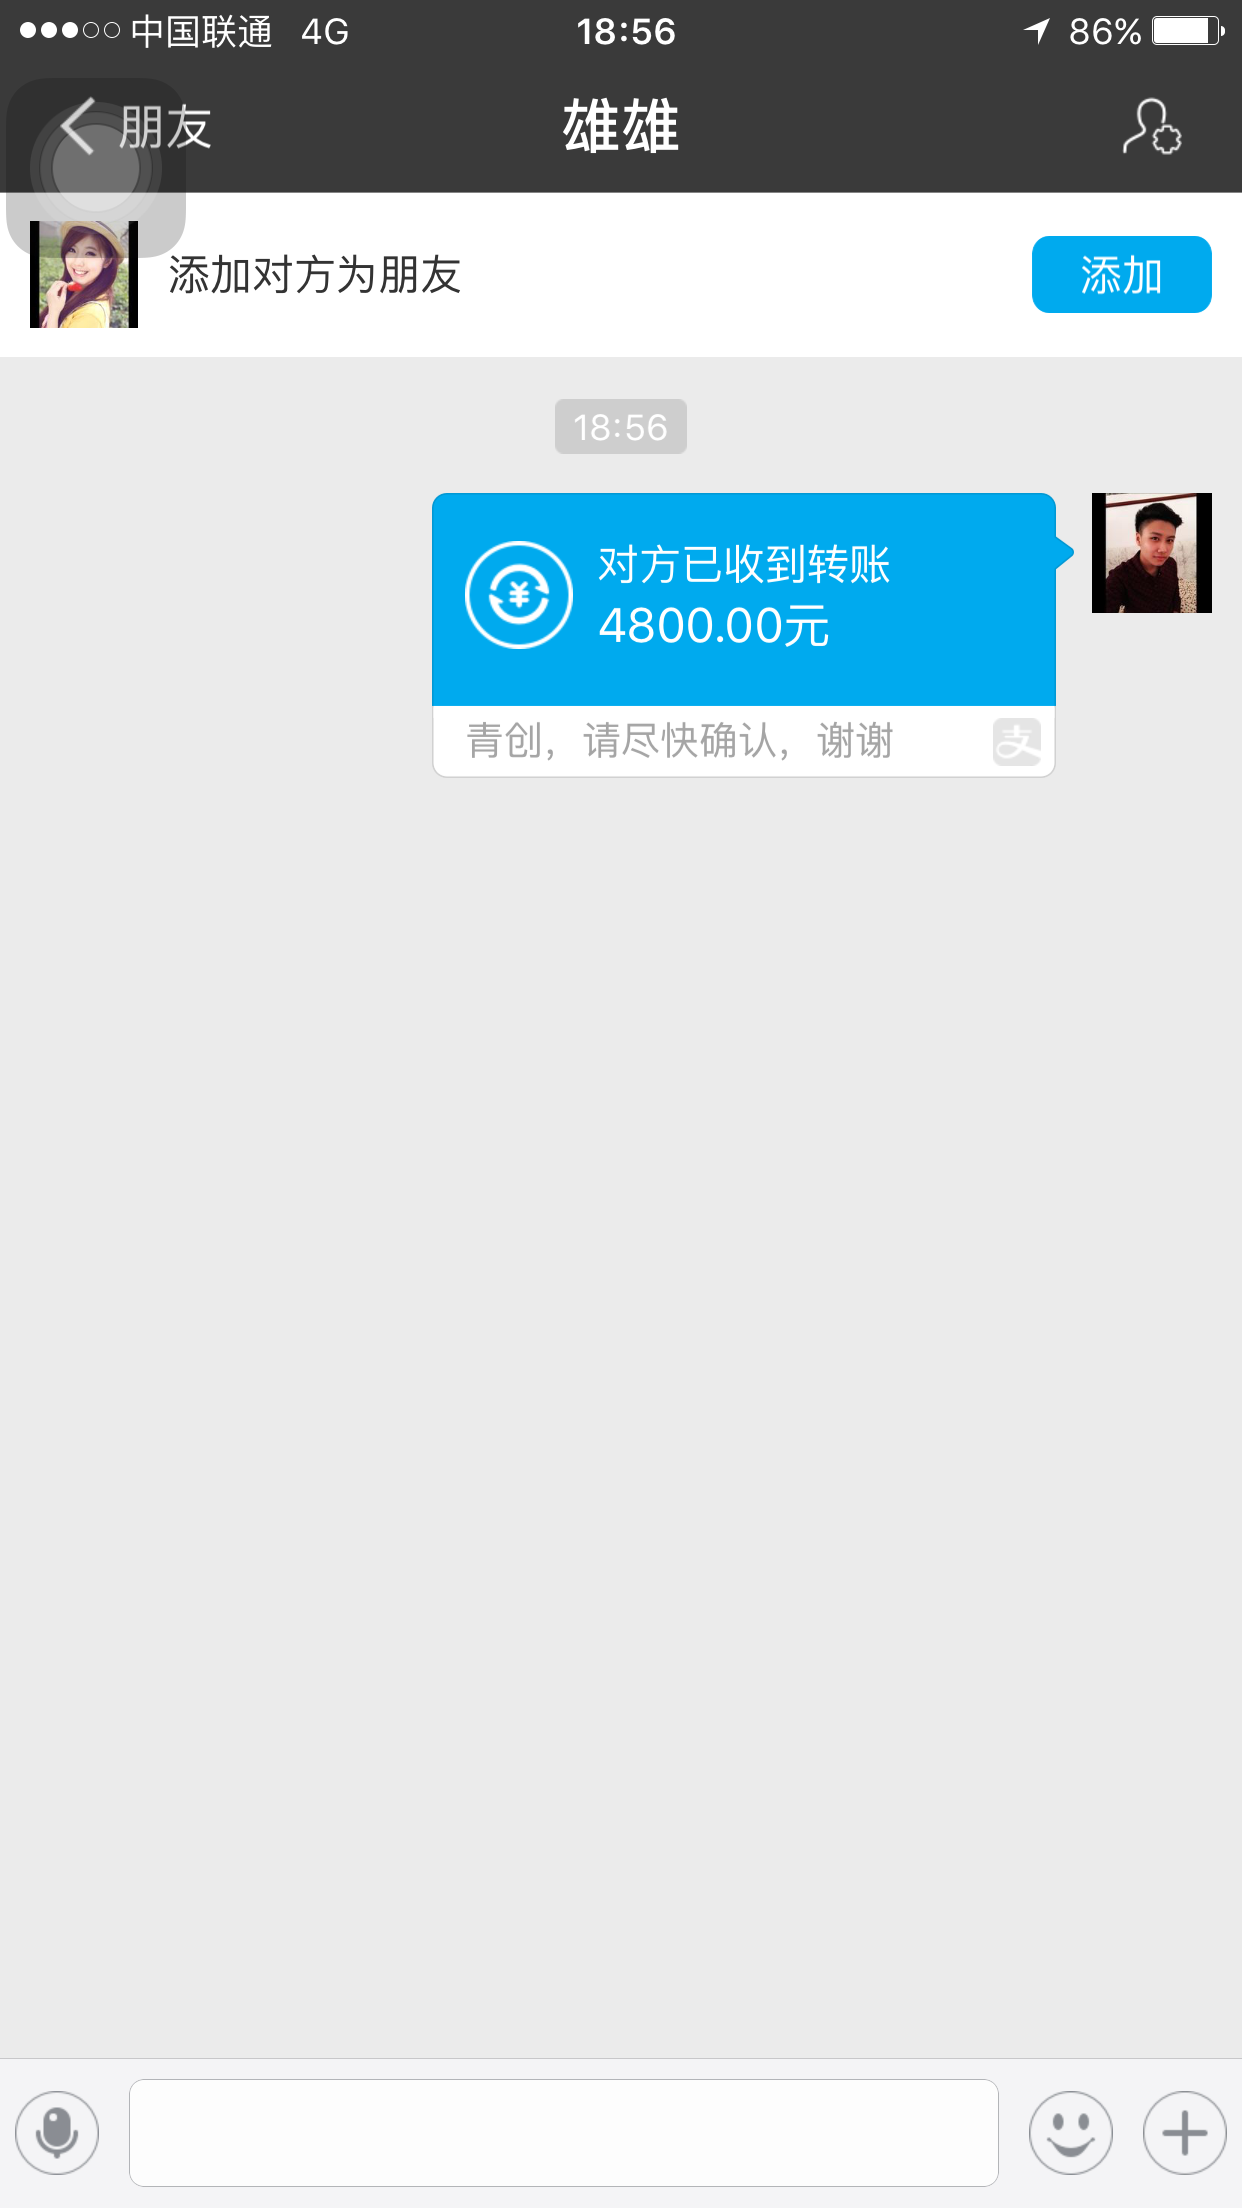 中国联通 4G 18:56 86%
朋友 雄雄
添加对方为朋友 添加
18:56
对方已收到转账
4800.00元
青创，请尽快确认，谢谢 支